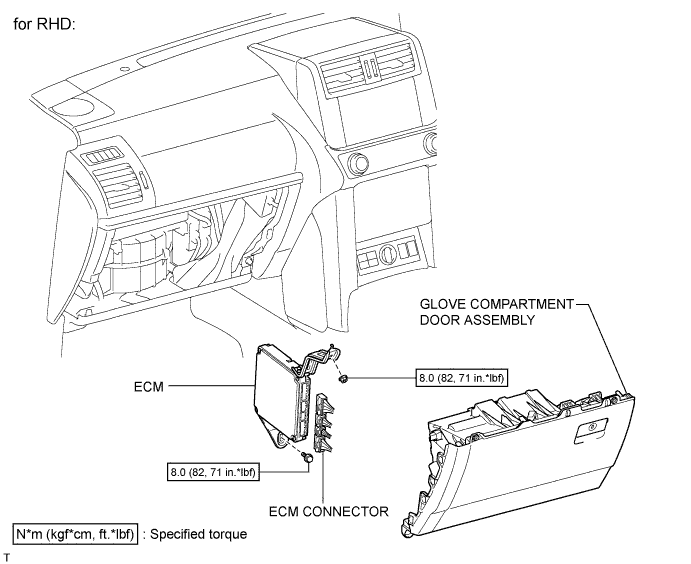 for RHD:
GLOVE COMPARTMENT
DOOR ASSEMBLY
8.0 (82, 71 in.*lbf)
ECM
8.0 (82, 71 in.*lbf)
ECM CONNECTOR
N*m (kgf*cm, ft.*lbf) : Specified torque
T